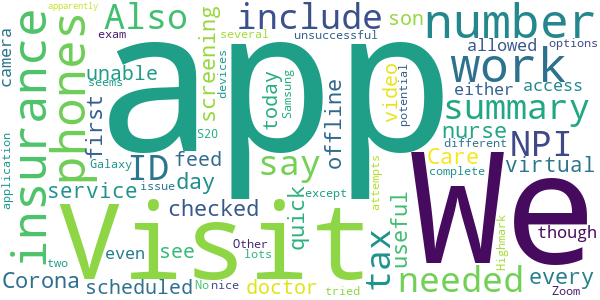 apparently
app
We
Visit
insurance
phones
Also
include
number
work
camera
exam
several
unsuccessful
son
allowed
options
screening
unable
seems
devices
Samsung
today
video
potential
either
access
summary
first
S20
offline
nurse
different
Galaxy
ID
feed
say
Care
complete
NPI
virtual
application
issue
day
quick
tax
useful
attempts
service
checked
except
needed
though
two
even
see
Other
nice
lots
Highmark
every
Corona
scheduled
doctor
No
tried
Zoom